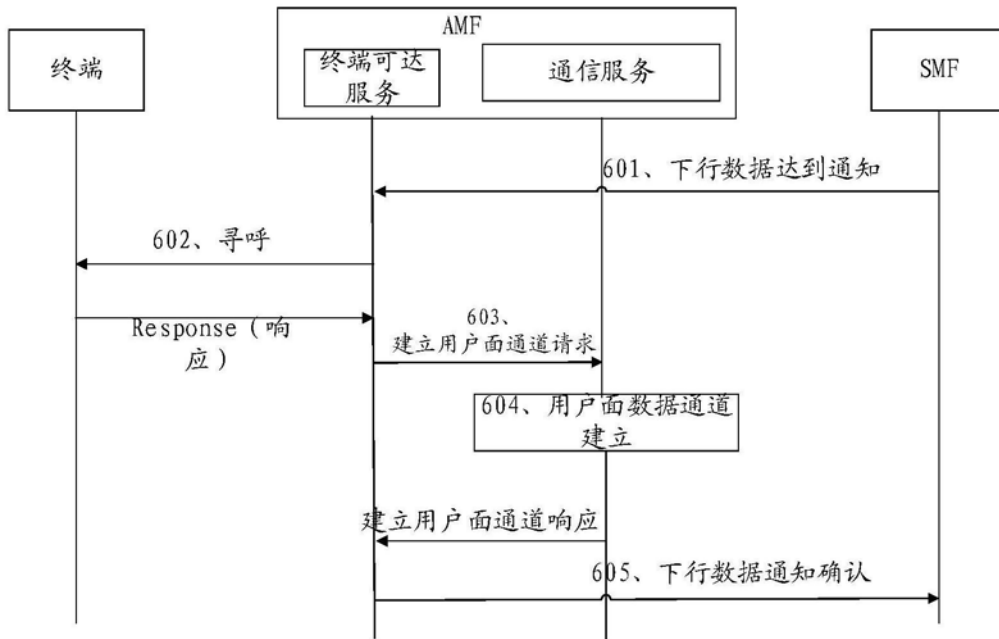 AMF
终端
终端可达
服务
通信服务
SMF
601、下行数据达到通知
602、寻呼
Response（响
应）
603、
建立用户面通道请求
604、用户面数据通道
建立
建立用户面通道响应
605、下行数据通知确认